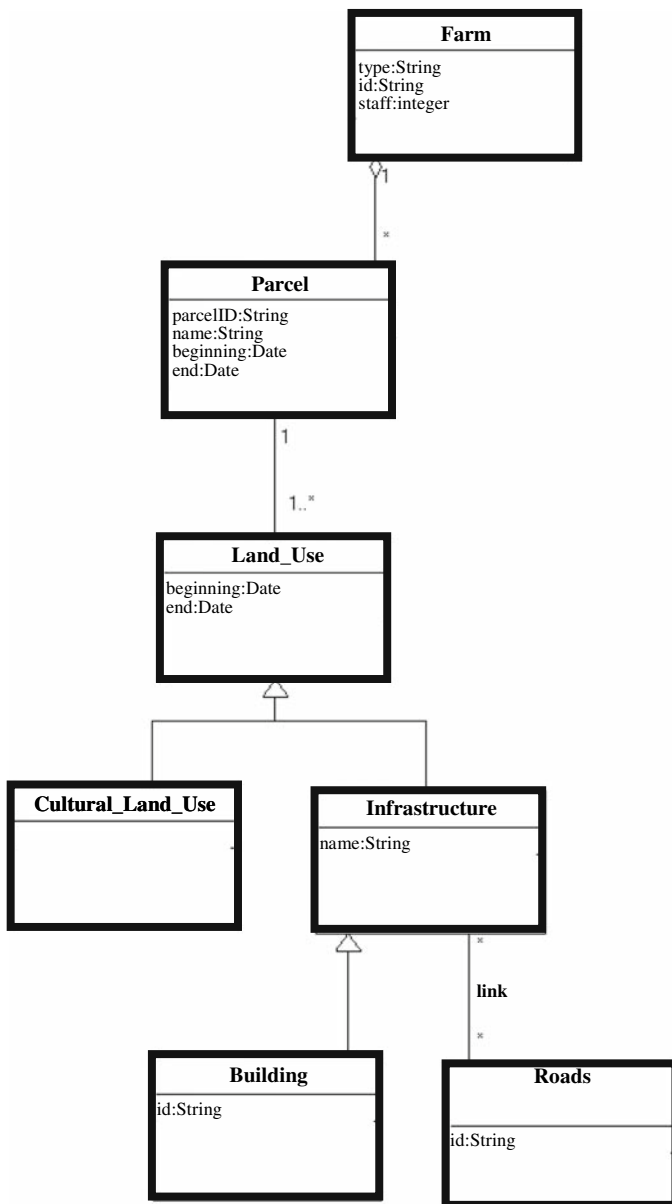 Farm
type:String
id:String
staff:integer
1
*
Parcel
parcelID:String
name:String
beginning:Date
end:Date
1
1..*
Land_Use
beginning:Date
end:Date
Cultural_Land_Use
Infrastructure
name:String
*
link
*
Building
id:String
Roads
id:String